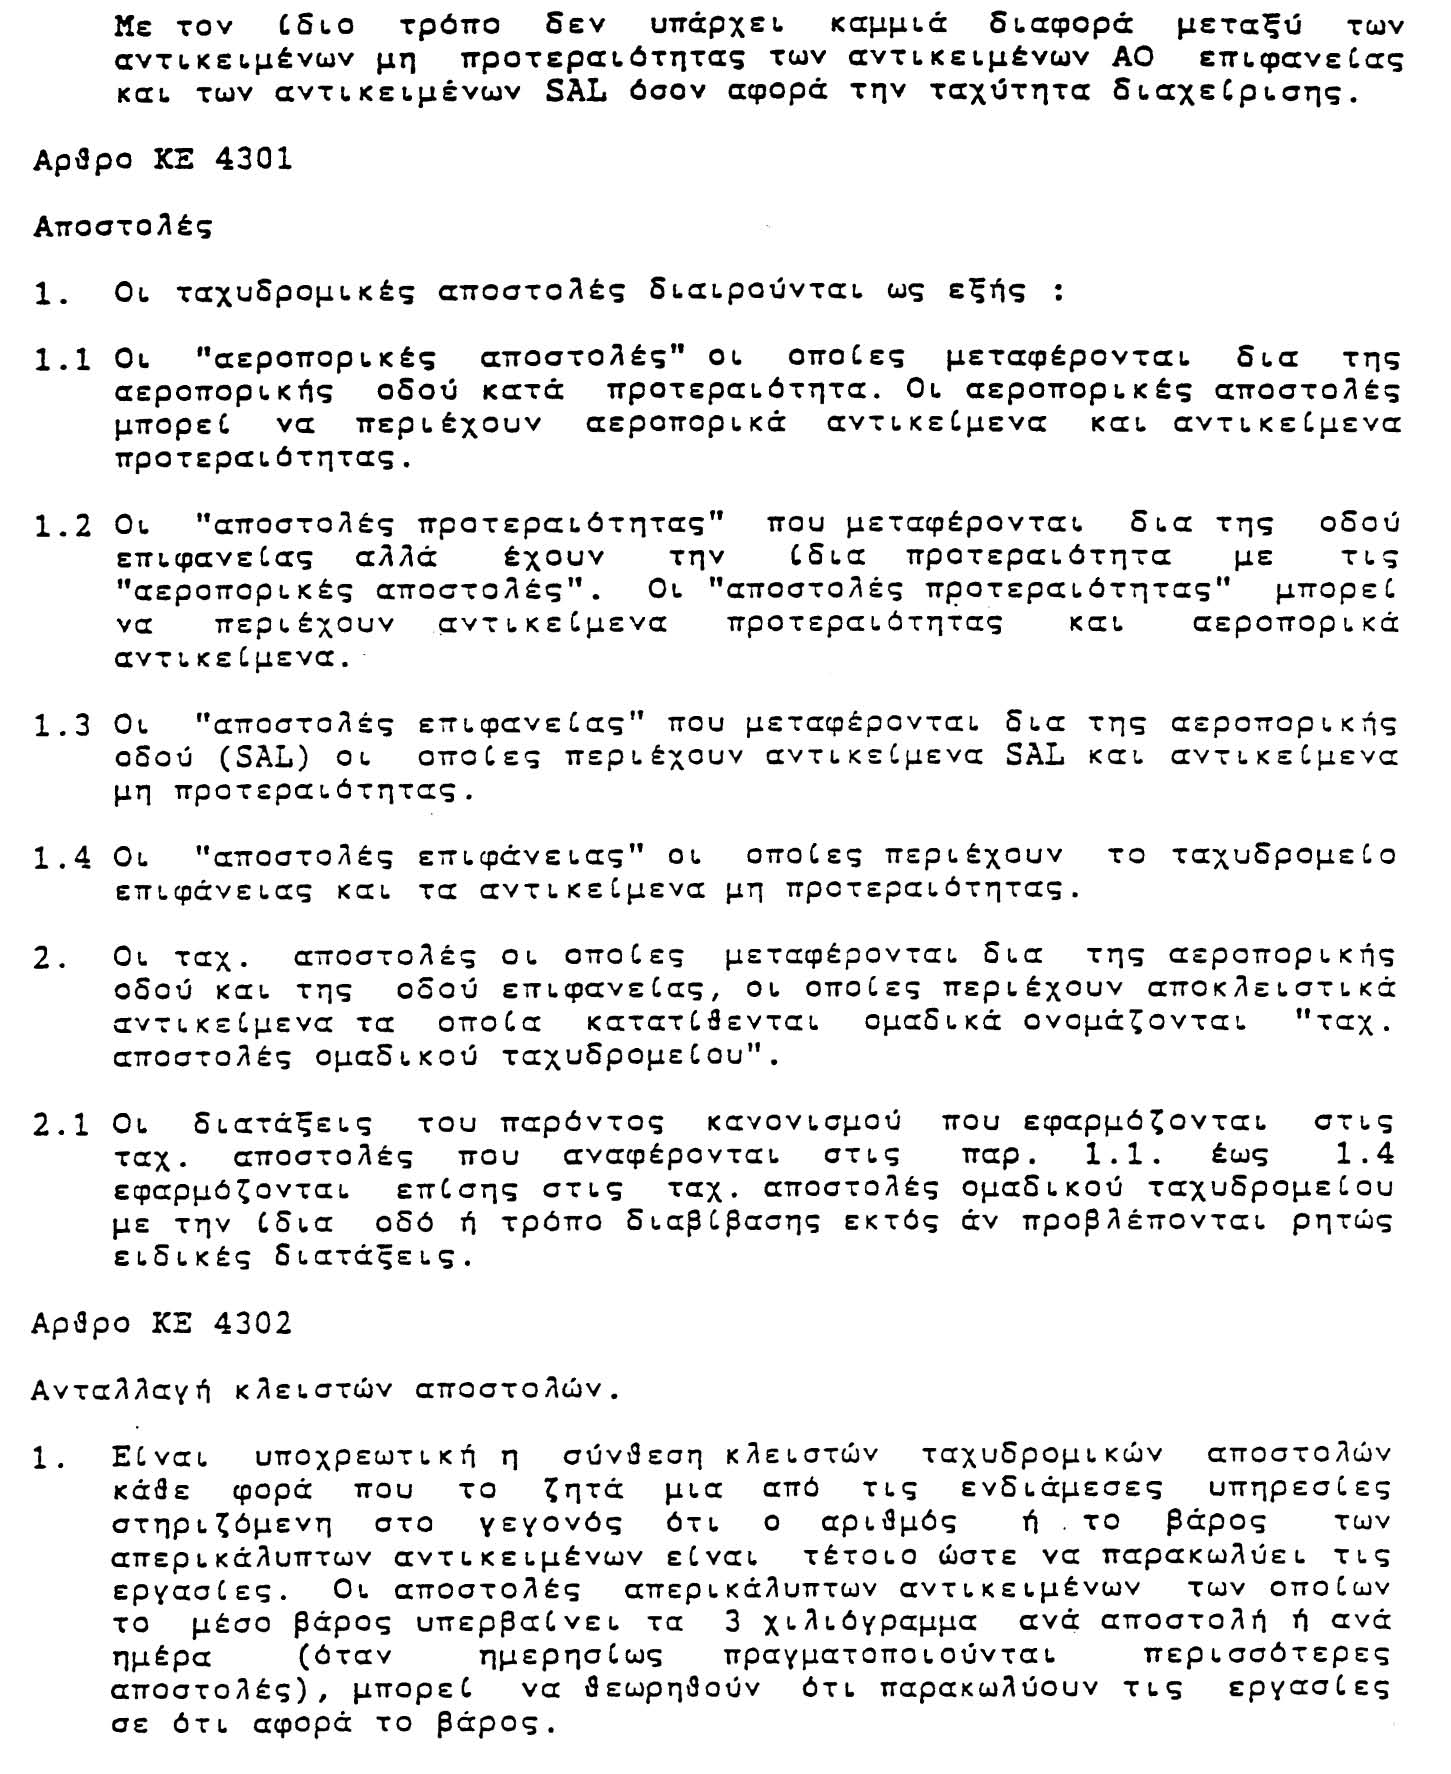 Με τον ίδιο τρόπο δεν υπάρχει καμμιά διαφορά μεταξύ των
αντικειμένων μη προτεραιότητας των αντικειμένων ΑΟ επιφανείας
και των αντικειμένων SAL όσον αφορά την ταχύτητα διαχείρισης.
Αρθρο ΚΕ 4301
Αποστολές
1. Οι ταχυδρομικές αποστολές διαιρούνται ως εξής :
1.1 Οι "αεροπορικές αποστολές" οι οποίες μεταφέρονται δια της
αεροπορικής οδού κατά προτεραιότητα. Οι αεροπορικές αποστολές
μπορεί να περιέχουν αεροπορικά αντικείμενα και αντικείμενα
προτεραιότητας.
1.2 Οι "αποστολές προτεραιότητας" που μεταφέρονται δια της οδού
επιφανείας αλλά έχουν την ίδια προτεραιότητα με τις
"αεροπορικές αποστολές". Οι "αποστολές προτεραιότητας" μπορεί
να περιέχουν αντικείμενα προτεραιότητας και αεροπορικά
αντικείμενα.
1.3 Οι "αποστολές επιφανείας" που μεταφέρονται δια της αεροπορικής
οδού (SAL) οι οποίες περιέχουν αντικείμενα SAL και αντικείμενα
μη προτεραιότητας.
1.4 Οι "αποστολές επιφάνειας" οι οποίες περιέχουν το ταχυδρομείο
επιφάνειας και τα αντικείμενα μη προτεραιότητας.
2. Οι ταχ. αποστολές οι οποίες μεταφέρονται δια της αεροπορικής
οδού και της οδού επιφανείας, οι οποίες περιέχουν αποκλειστικά
αντικείμενα τα οποία κατατίθενται ομαδικά ονομάζονται "ταχ.
αποστολές ομαδικού ταχυδρομείου".
2.1 Οι διατάξεις του παρόντος κανονισμού που εφαρμόζονται στις
ταχ. αποστολές που αναφέρονται στις παρ. 1.1. έως 1.4
εφαρμόζονται επίσης στις ταχ. αποστολές ομαδικού ταχυδρομείου
με την ίδια οδό ή τρόπο διαβίβασης εκτός άν προβλέπονται ρητώς
ειδικές διατάξεις.
Αρθρο ΚΕ 4302
Ανταλλαγή κλειστών αποστολών.
1. Είναι υποχρεωτική η σύνθεση κλειστών ταχυδρομικών αποστολών
κάθε φορά που το ζητά μια από τις ενδιάμεσες υπηρεσίες
στηριζόμενη στο γεγονός ότι ο αριθμός ή το βάρος των
απερικάλυπτων αντικειμένων είναι τέτοιο ώστε να παρακωλύει τις
εργασίες. Οι αποστολές απερικάλυπτων αντικειμένων των οποίων
το μέσο βάρος υπερβαίνει τα 3 χιλιόγραμμα ανά αποστολή ή ανά
ημέρα (όταν ημερησίως πραγματοποιούνται περισσότερες
αποστολές), μπορεί να θεωρηθούν ότι παρακωλύουν τις εργασίες
σε ότι αφορά το βάρος.